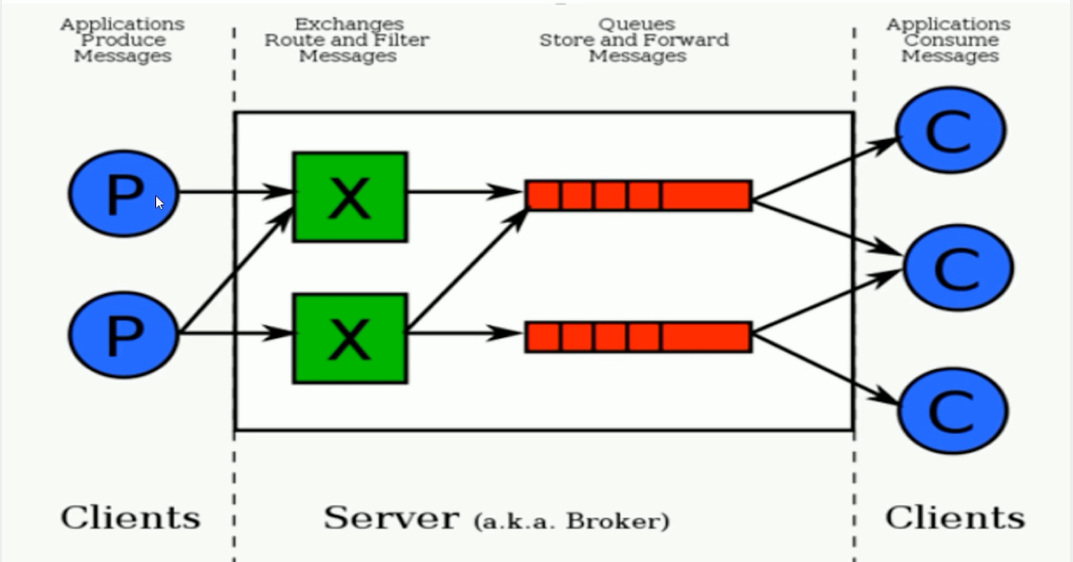 Applications
Produce
Messages
Exchanges
Route and Filter
Messages
Queues
Store and Forward
Messages
Applications
Consume
Messages
P
X
C
P
X
C
C
Clients
Server (a.k.a. Broker)
Clients